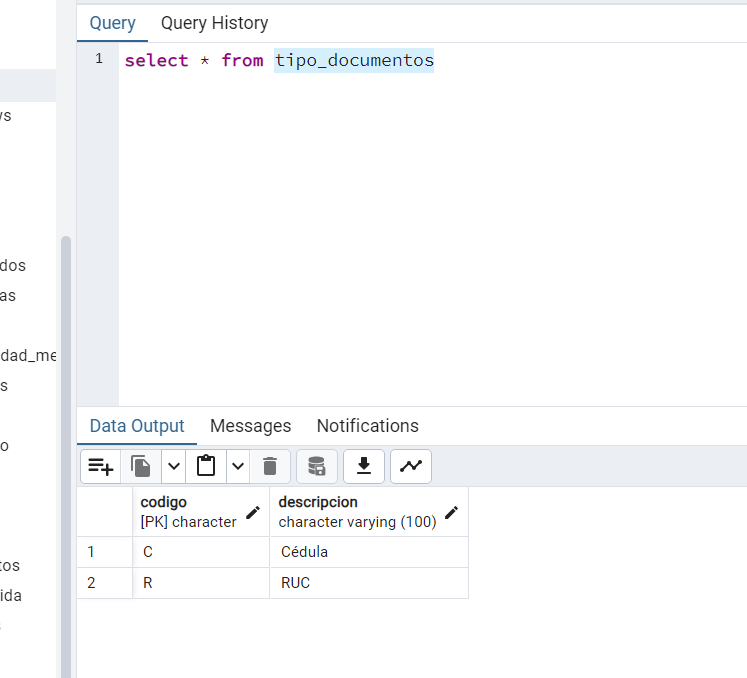 Query Query History
1 select * from tipo_documentos
vs
dos
as
dad_me
s
o
tos
ida
Data Output Messages Notifications
codigo descripcion
[PK] character character varying (100)
1 C Cédula
2 R RUC